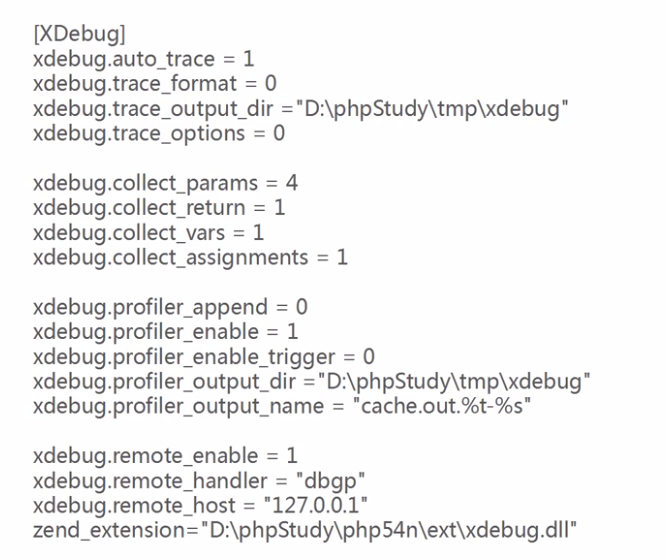 [XDebug]
xdebug.auto_trace = 1
xdebug.trace_format = 0
xdebug.trace_output_dir ="D:\phpStudy\tmp\xdebug"
xdebug.trace_options = 0
xdebug.collect_params = 4
xdebug.collect_return = 1
xdebug.collect_vars = 1
xdebug.collect_assignments = 1
xdebug.profiler_append = 0
xdebug.profiler_enable = 1
xdebug.profiler_enable_trigger = 0
xdebug.profiler_output_dir ="D:\phpStudy\tmp\xdebug"
xdebug.profiler_output_name = "cache.out.%t-%s"
xdebug.remote_enable = 1
xdebug.remote_handler = "dbgp"
xdebug.remote_host = "127.0.0.1"
zend_extension="D:\phpStudy\php54n\ext\xdebug.dll"